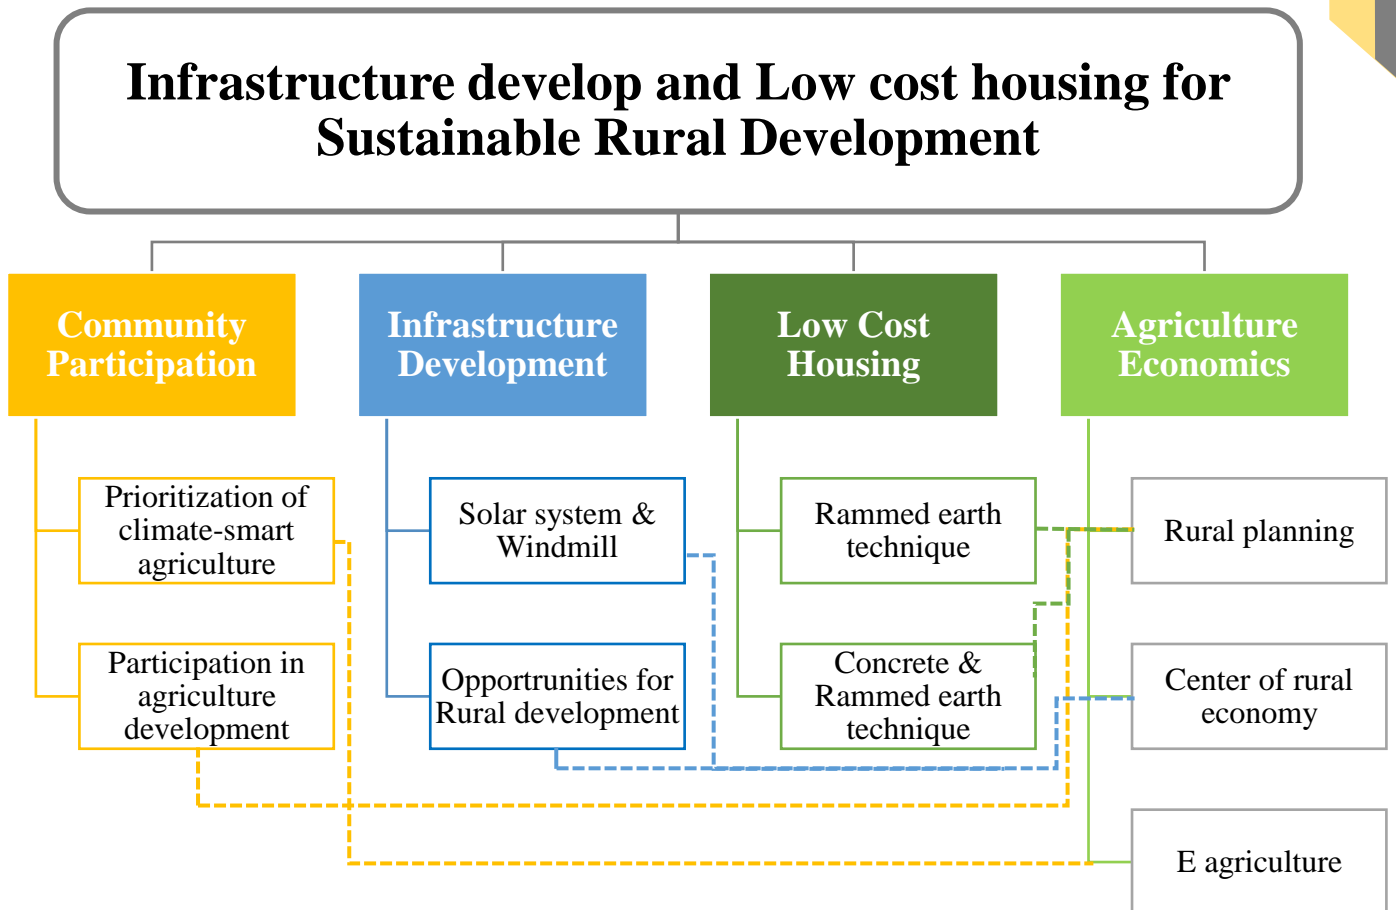 Infrastructure develop and Low cost housing for
Sustainable Rural Development
Community
Participation
Infrastructure
Development
Low Cost
Housing
Agriculture
Economics
Prioritization of
climate-smart
agriculture
Solar system &
Windmill
Rammed earth
technique
Rural planning
Participation in
agriculture
development
Opportrunities for
Rural development
Concrete &
Rammed earth
technique
Center of rural
economy
E agriculture